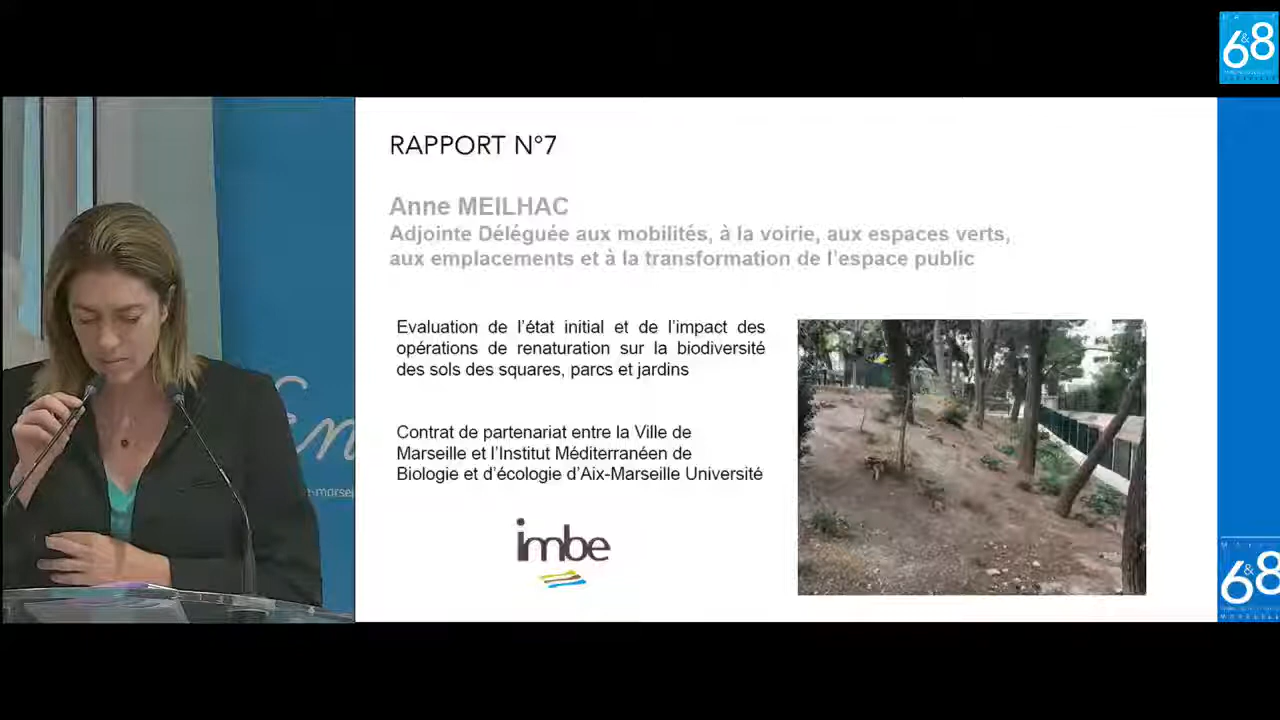 6&8
RAPPORT N°7
Anne MEILHAC
Adjointe Déléguée aux mobilités, à la voirie, aux espaces verts,
aux emplacements et à la transformation de l'espace public
Evaluation de l'état initial et de l'impact des
opérations de renaturation sur la biodiversité
des sols des squares, parcs et jardins
Contrat de partenariat entre la Ville de
Marseille et l'Institut Méditerranéen de
Biologie et d'écologie d'Aix-Marseille Université
imbe
En
6&8